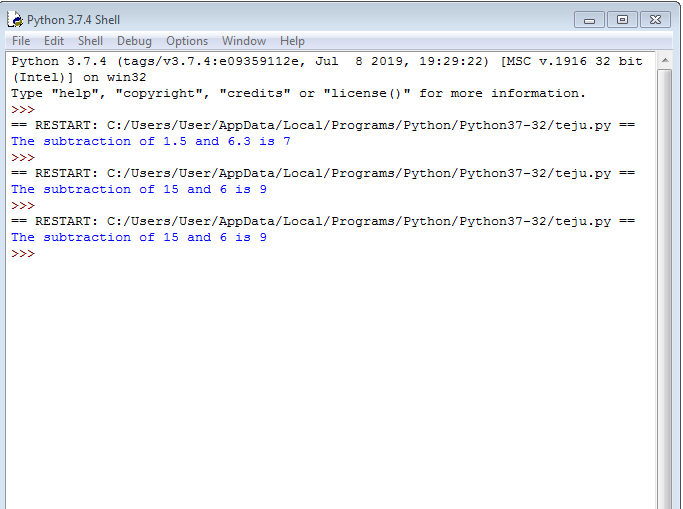 Python 3.7.4 Shell
File Edit Shell Debug Options Window Help
Python 3.7.4 (tags/v3.7.4:e09359112e, Jul  8 2019, 19:29:22) [MSC v.1916 32 bit
(Intel)] on win32
Type "help", "copyright", "credits" or "license()" for more information.
>>>
== RESTART: C:/Users/User/AppData/Local/Programs/Python/Python37-32/teju.py ==
The subtraction of 1.5 and 6.3 is 7
>>>
== RESTART: C:/Users/User/AppData/Local/Programs/Python/Python37-32/teju.py ==
The subtraction of 15 and 6 is 9
>>>
== RESTART: C:/Users/User/AppData/Local/Programs/Python/Python37-32/teju.py ==
The subtraction of 15 and 6 is 9
>>>